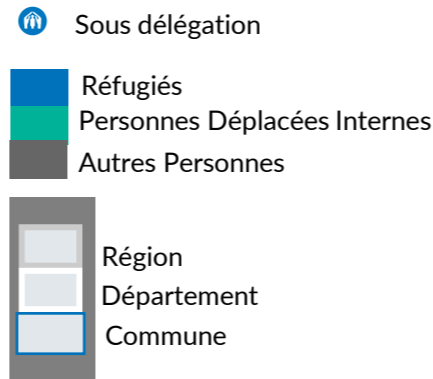 Sous délégation
Réfugiés
Personnes Déplacées Internes
Autres Personnes
Région
Département
Commune